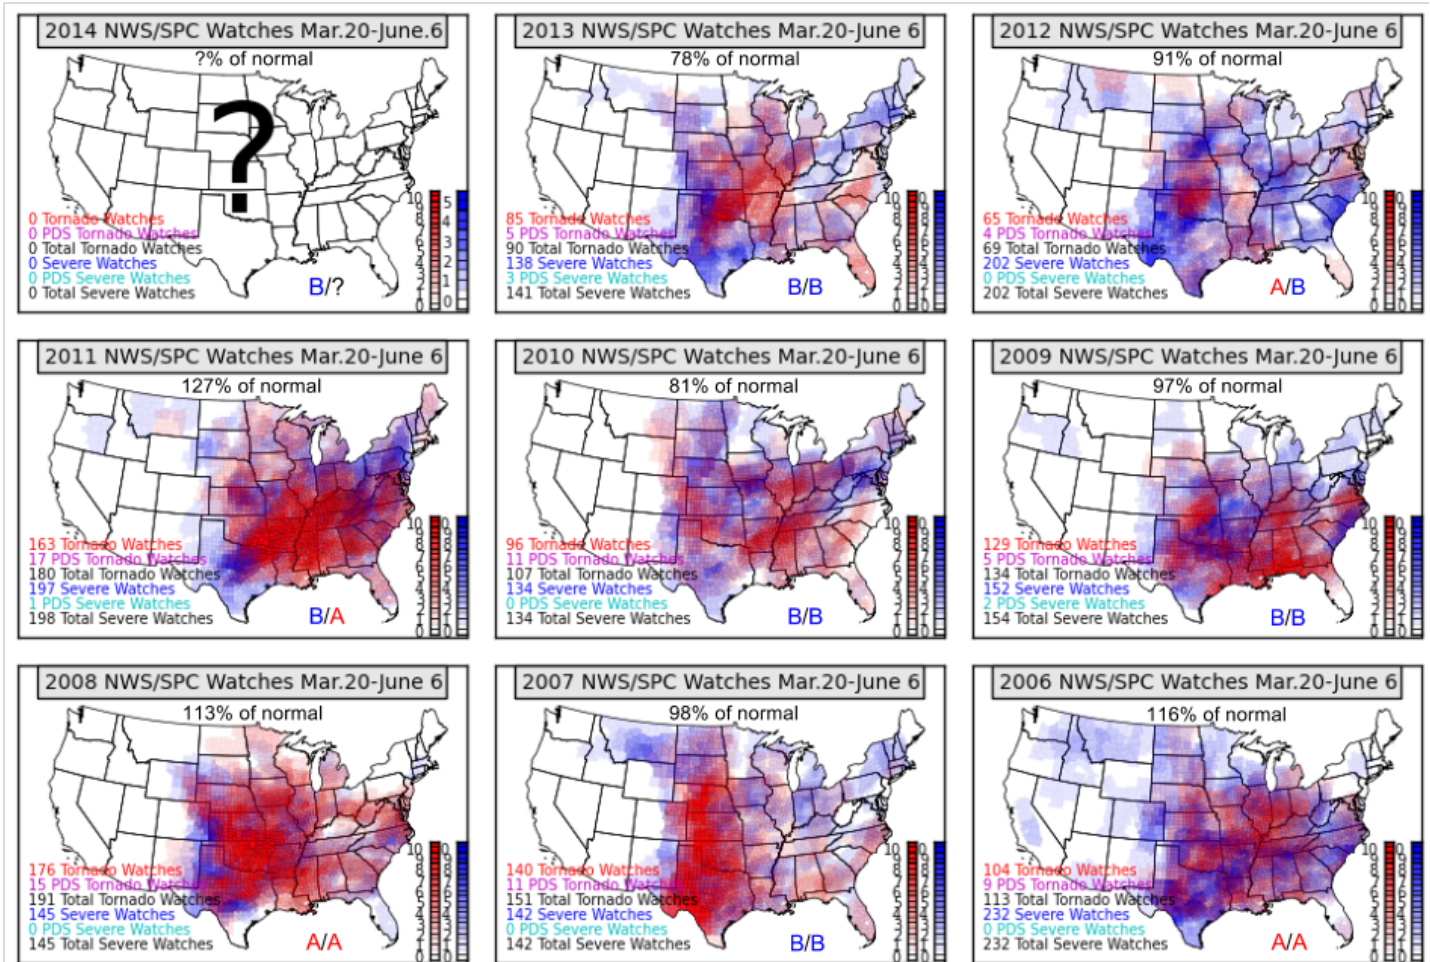 2014 NWS/SPC Watches Mar.20-June.6
?% of normal
?
0 Tornado Watches
0 PDS Tornado Watches
0 Total Tornado Watches
0 Severe Watches
0 PDS Severe Watches
0 Total Severe Watches
B/?
2013 NWS/SPC Watches Mar.20-June 6
78% of normal
85 Tornado Watches
5 PDS Tornado Watches
90 Total Tornado Watches
138 Severe Watches
3 PDS Severe Watches
141 Total Severe Watches
B/B
2012 NWS/SPC Watches Mar.20-June 6
91% of normal
65 Tornado Watches
4 PDS Tornado Watches
69 Total Tornado Watches
202 Severe Watches
0 PDS Severe Watches
202 Total Severe Watches
A/B
2011 NWS/SPC Watches Mar.20-June 6
127% of normal
163 Tornado Watches
17 PDS Tornado Watches
180 Total Tornado Watches
197 Severe Watches
1 PDS Severe Watches
198 Total Severe Watches
B/A
2010 NWS/SPC Watches Mar.20-June 6
81% of normal
96 Tornado Watches
11 PDS Tornado Watches
107 Total Tornado Watches
134 Severe Watches
0 PDS Severe Watches
134 Total Severe Watches
B/B
2009 NWS/SPC Watches Mar.20-June 6
97% of normal
129 Tornado Watches
5 PDS Tornado Watches
134 Total Tornado Watches
152 Severe Watches
2 PDS Severe Watches
154 Total Severe Watches
B/B
2008 NWS/SPC Watches Mar.20-June 6
113% of normal
176 Tornado Watches
15 PDS Tornado Watches
191 Total Tornado Watches
145 Severe Watches
0 PDS Severe Watches
145 Total Severe Watches
A/A
2007 NWS/SPC Watches Mar.20-June 6
98% of normal
140 Tornado Watches
11 PDS Tornado Watches
151 Total Tornado Watches
142 Severe Watches
0 PDS Severe Watches
142 Total Severe Watches
B/B
2006 NWS/SPC Watches Mar.20-June 6
116% of normal
104 Tornado Watches
9 PDS Tornado Watches
113 Total Tornado Watches
232 Severe Watches
0 PDS Severe Watches
232 Total Severe Watches
A/A